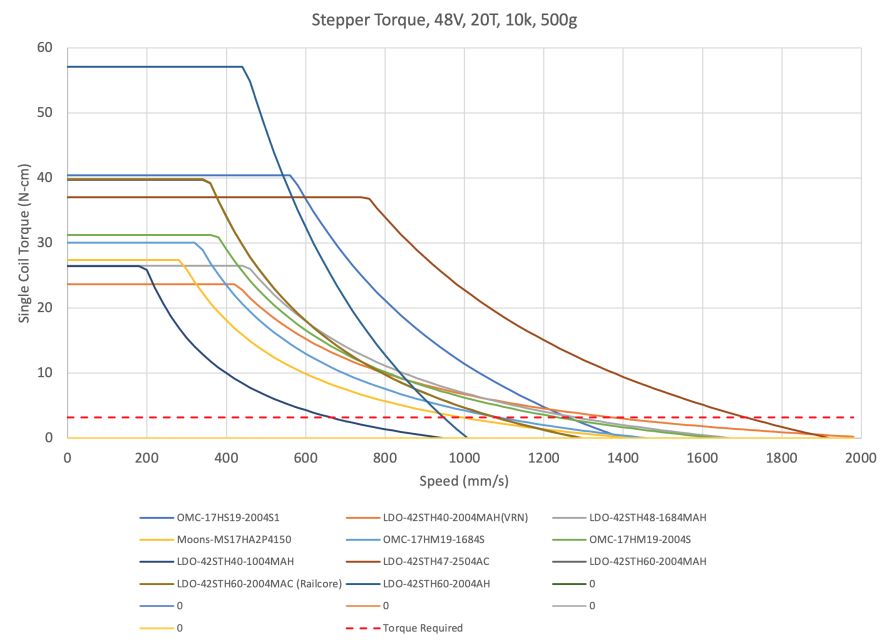 Stepper Torque, 48V, 20T, 10k, 500g
60
50
40
30
20
10
0
Single Coil Torque (N-cm)
0 200 400 600 800 1000 1200 1400 1600 1800 2000
Speed (mm/s)
OMC-17HS19-2004S1 LDO-42STH40-2004MAH(VRN) LDO-42STH48-1684MAH
Moons-MS17HA2P4150 OMC-17HM19-1684S OMC-17HM19-2004S
LDO-42STH40-1004MAH LDO-42STH47-2504AC LDO-42STH60-2004MAH
LDO-42STH60-2004MAC (Railcore) LDO-42STH60-2004AH 0
0 0 0
0 Torque Required